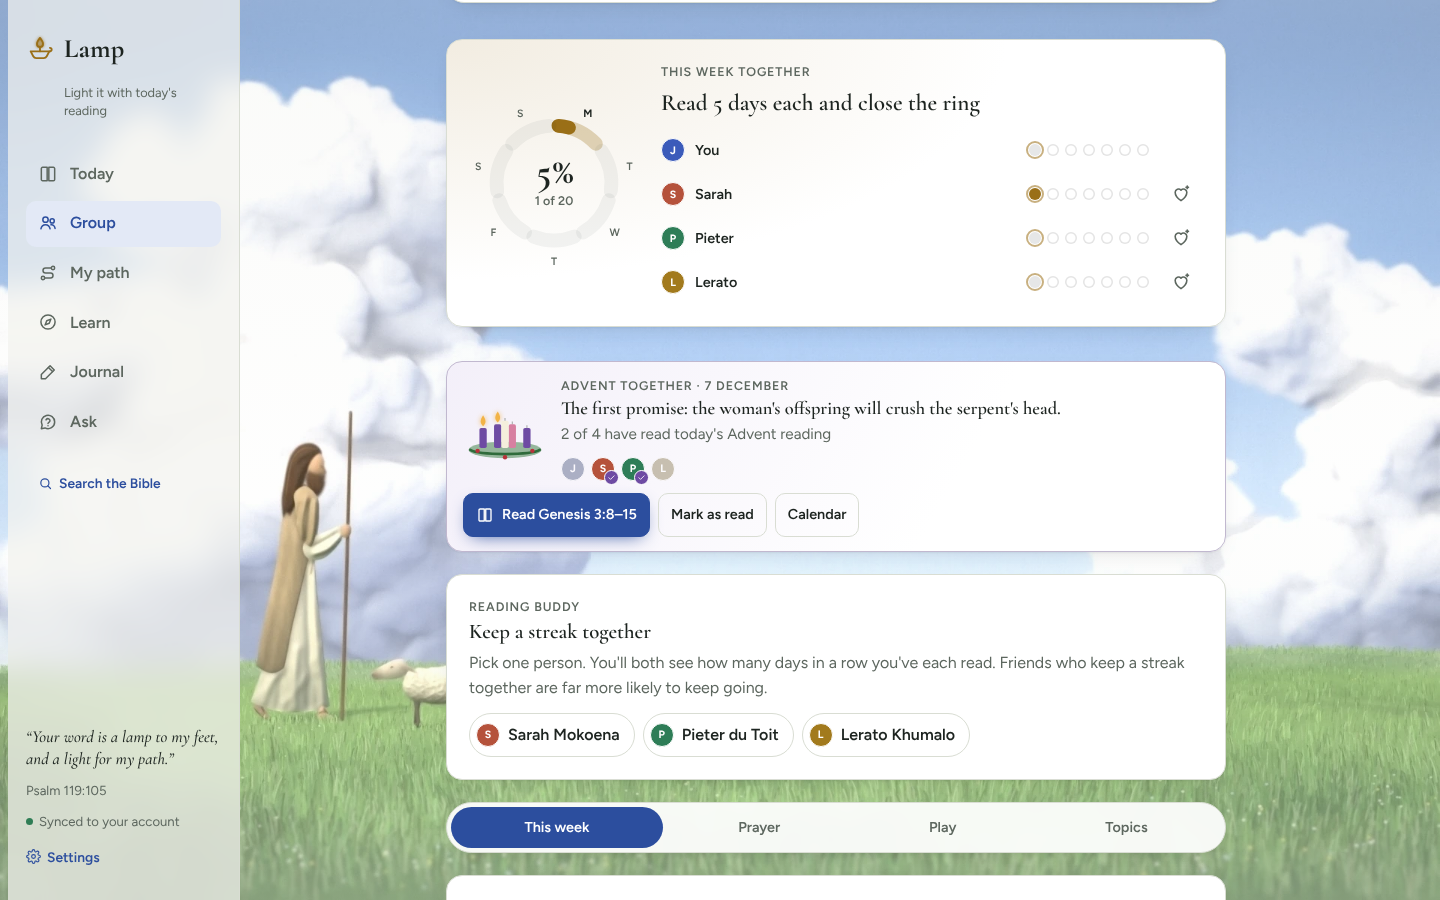 Lamp
Light it with today's
reading
Today
Group
My path
Learn
Journal
Ask
Search the Bible
“Your word is a lamp to my feet,
and a light for my path.”
Psalm 119:105
Synced to your account
Settings
THIS WEEK TOGETHER
Read 5 days each and close the ring
S M
S T
5%
1 of 20
F W
T
J You
S Sarah
P Pieter
L Lerato
ADVENT TOGETHER · 7 DECEMBER
The first promise: the woman's offspring will crush the serpent's head.
2 of 4 have read today's Advent reading
J S P L
Read Genesis 3:8–15 Mark as read Calendar
READING BUDDY
Keep a streak together
Pick one person. You'll both see how many days in a row you've each read. Friends who keep a streak
together are far more likely to keep going.
S Sarah Mokoena P Pieter du Toit L Lerato Khumalo
This week Prayer Play Topics